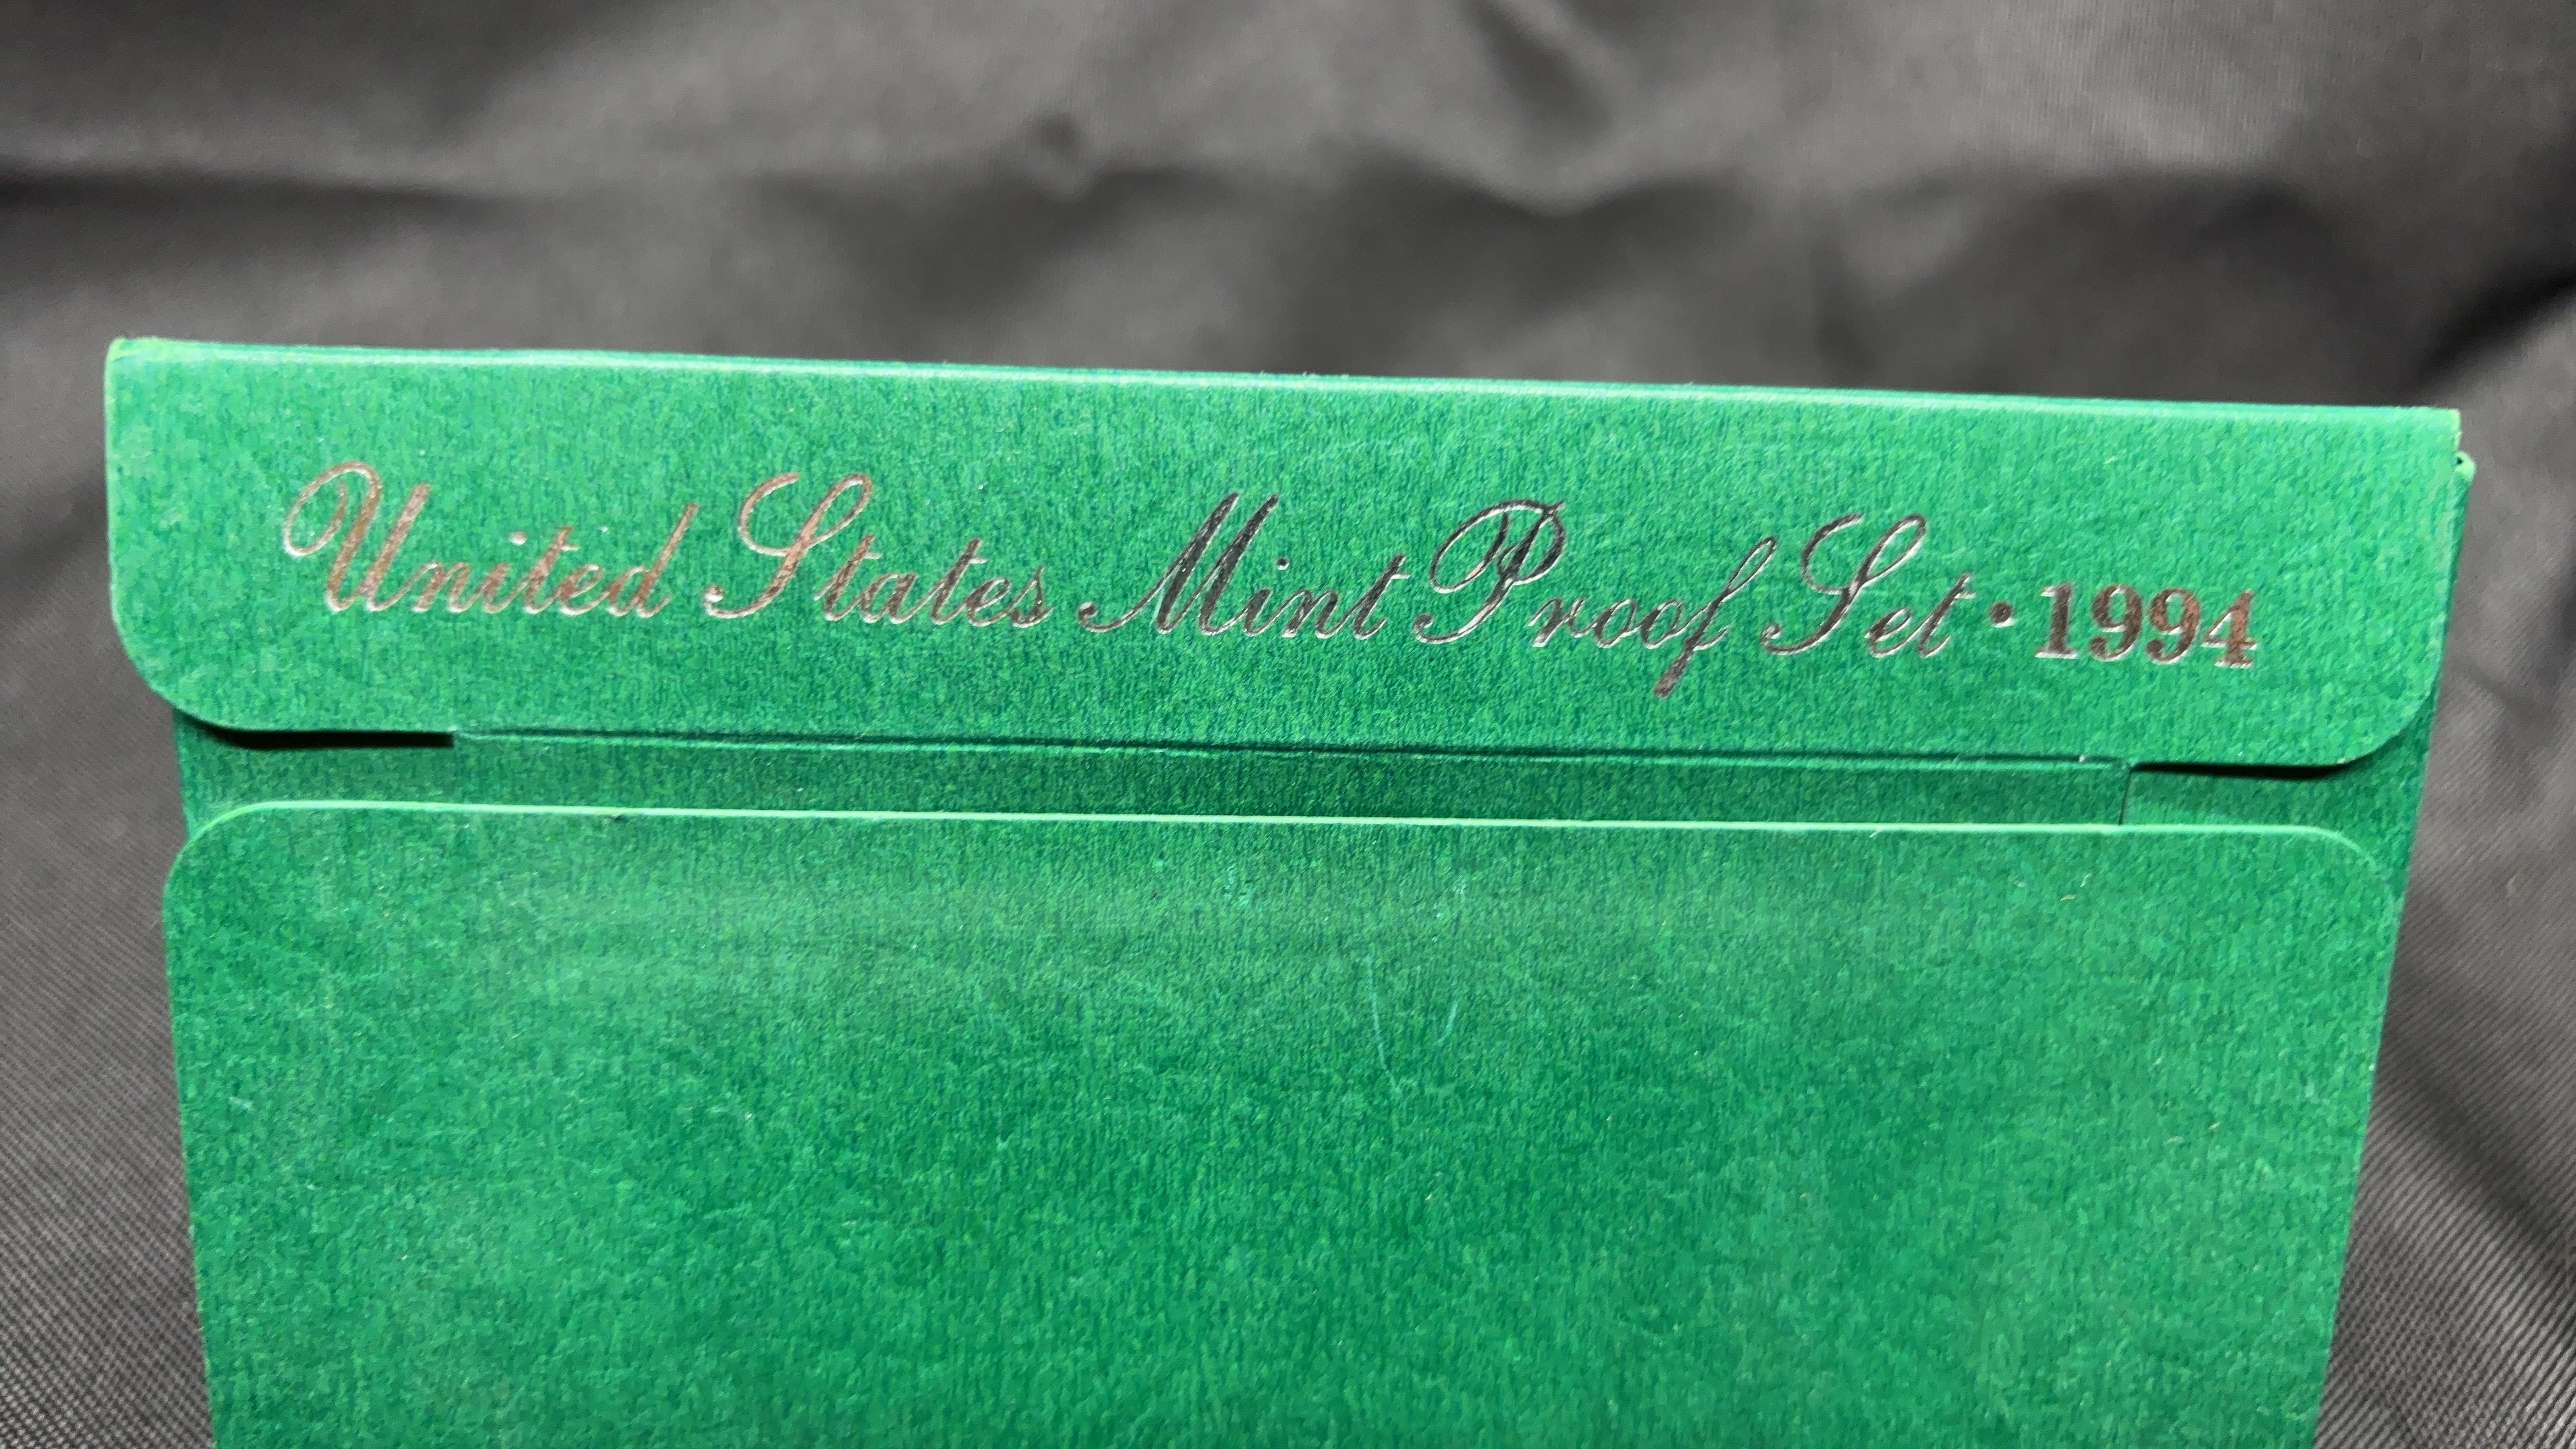 United States Mint Proof Set • 1994